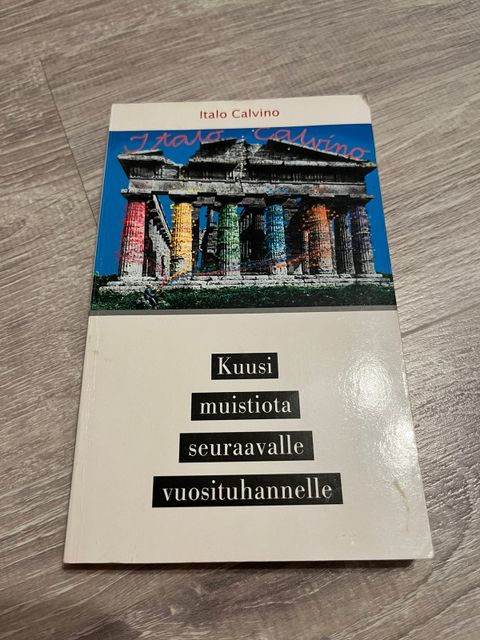 Italo Calvino
Italo Calvino
Kuusi
muistiota
seuraavalle
vuosituhannelle